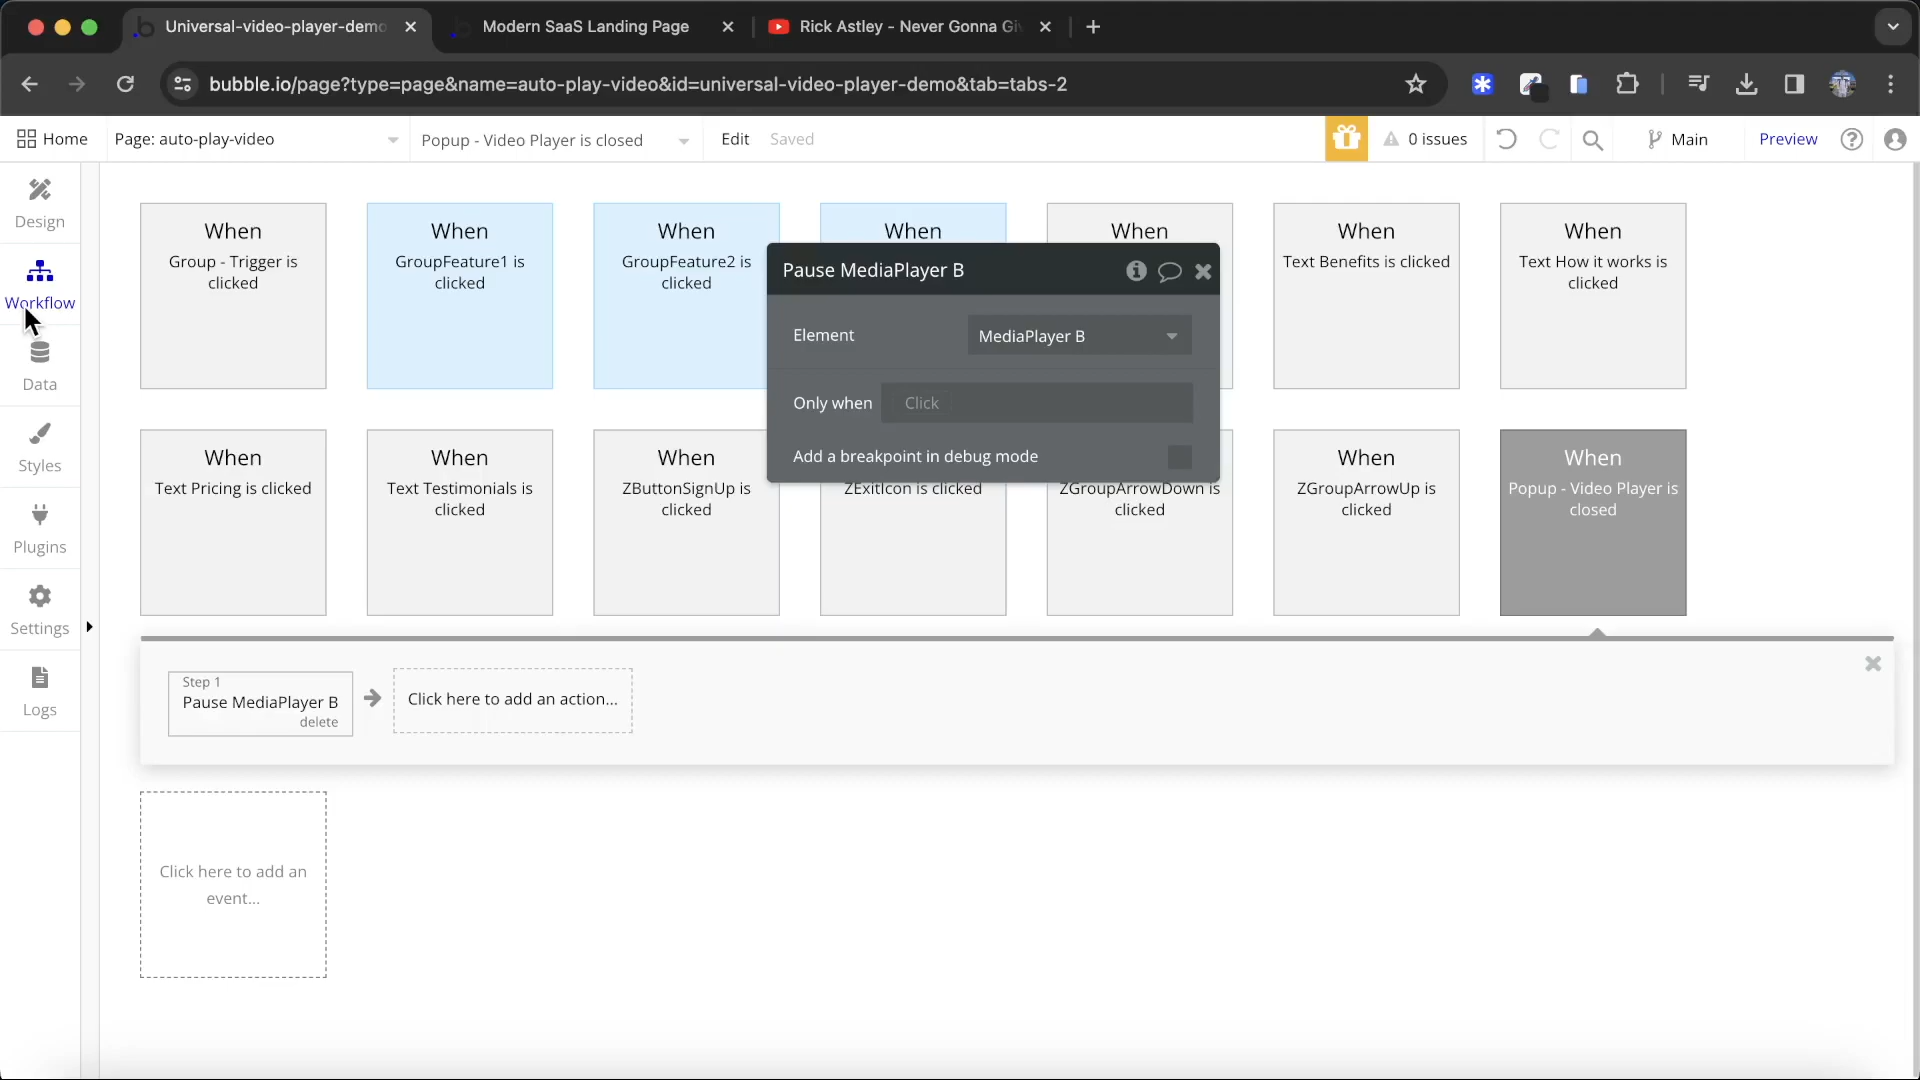 Universal-video-player-demo
Modern SaaS Landing Page
Rick Astley - Never Gonna Gi
bubble.io/page?type=page&name=auto-play-video&id=universal-video-player-demo&tab=tabs-2
Home
Page: auto-play-video
Popup - Video Player is closed
Edit
Saved
0 issues
Main
Preview
Design
Workflow
Data
Styles
Plugins
Settings
Logs
When
Group - Trigger is
clicked
When
GroupFeature1 is
clicked
When
GroupFeature2 is
clicked
When
When
When
Text Benefits is clicked
When
Text How it works is
clicked
Pause MediaPlayer B
Element
MediaPlayer B
Only when
Click
Add a breakpoint in debug mode
When
Text Pricing is clicked
When
Text Testimonials is
clicked
When
ZButtonSignUp is
clicked
ZExitIcon is clicked
ZGroupArrowDown is
clicked
When
ZGroupArrowUp is
clicked
When
Popup - Video Player is
closed
Step 1
Pause MediaPlayer B
delete
Click here to add an action...
Click here to add an
event...